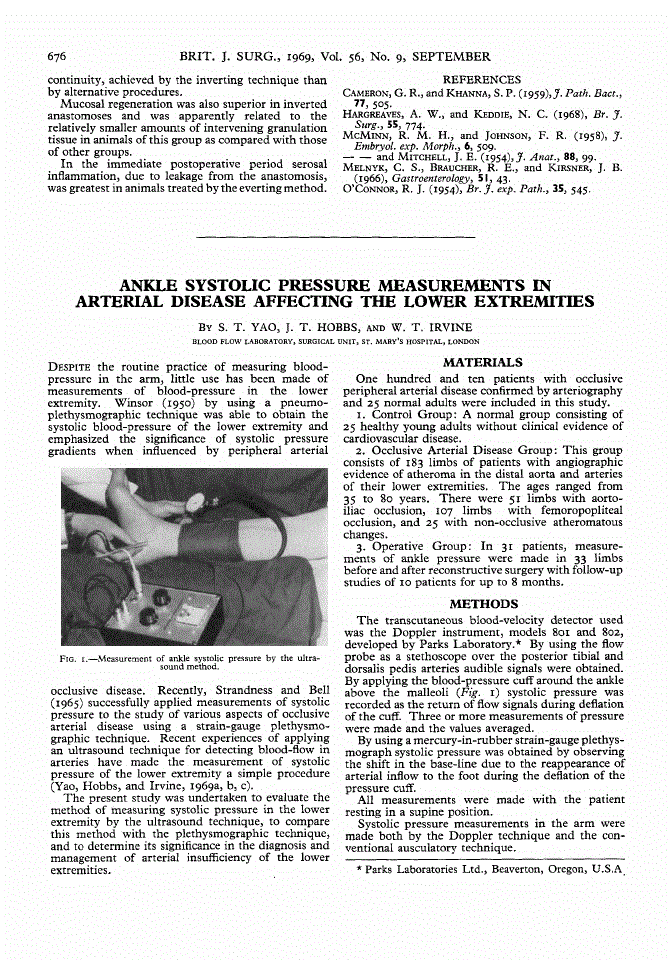 676
BRIT. J. SURG., 1969, Vol. 56, No. 9, SEPTEMBER
continuity, achieved by the inverting technique than
by alternative procedures.
Mucosal regeneration was also superior in inverted
anastomoses and was apparently related to the
relatively smaller amounts of intervening granulation
tissue in animals of this group as compared with those
of other groups.
In the immediate postoperative period serosal
inflammation, due to leakage from the anastomosis,
was greatest in animals treated by the everting method.
REFERENCES
CAMERON, G. R., and KHANNA, S. P. (1959), J. Path. Bact.,
77, 505.
HARGREAVES, A. W., and KEDDIE, N. C. (1968), Br. J.
Surg., 55, 774.
MCMINN, R. M. H., and JOHNSON, F. R. (1958), J.
Embryol. exp. Morph., 6, 509.
— — and MITCHELL, J. E. (1954), J. Anat., 88, 99.
MELNYK, C. S., BRAUCHER, R. E., and KIRSNER, J. B.
(1966), Gastroenterology, 51, 43.
O'CONNOR, R. J. (1954), Br. J. exp. Path., 35, 545.
ANKLE SYSTOLIC PRESSURE MEASUREMENTS IN
ARTERIAL DISEASE AFFECTING THE LOWER EXTREMITIES
BY S. T. YAO, J. T. HOBBS, AND W. T. IRVINE
BLOOD FLOW LABORATORY, SURGICAL UNIT, ST. MARY'S HOSPITAL, LONDON
DESPITE the routine practice of measuring blood-
pressure in the arm, little use has been made of
measurements of blood-pressure in the lower
extremity. Winsor (1950) by using a pneumo-
plethysmographic technique was able to obtain the
systolic blood-pressure of the lower extremity and
emphasized the significance of systolic pressure
gradients when influenced by peripheral arterial
FIG. 1.—Measurement of ankle systolic pressure by the ultra-
sound method.
occlusive disease. Recently, Strandness and Bell
(1965) successfully applied measurements of systolic
pressure to the study of various aspects of occlusive
arterial disease using a strain-gauge plethysmo-
graphic technique. Recent experiences of applying
an ultrasound technique for detecting blood-flow in
arteries have made the measurement of systolic
pressure of the lower extremity a simple procedure
(Yao, Hobbs, and Irvine, 1969a, b, c).
The present study was undertaken to evaluate the
method of measuring systolic pressure in the lower
extremity by the ultrasound technique, to compare
this method with the plethysmographic technique,
and to determine its significance in the diagnosis and
management of arterial insufficiency of the lower
extremities.
MATERIALS
One hundred and ten patients with occlusive
peripheral arterial disease confirmed by arteriography
and 25 normal adults were included in this study.
1. Control Group: A normal group consisting of
25 healthy young adults without clinical evidence of
cardiovascular disease.
2. Occlusive Arterial Disease Group: This group
consists of 183 limbs of patients with angiographic
evidence of atheroma in the distal aorta and arteries
of their lower extremities. The ages ranged from
35 to 80 years. There were 51 limbs with aorto-
iliac occlusion, 107 limbs with femoropopliteal
occlusion, and 25 with non-occlusive atheromatous
changes.
3. Operative Group: In 31 patients, measure-
ments of ankle pressure were made in 33 limbs
before and after reconstructive surgery with follow-up
studies of 10 patients for up to 8 months.
METHODS
The transcutaneous blood-velocity detector used
was the Doppler instrument, models 801 and 802,
developed by Parks Laboratory.* By using the flow
probe as a stethoscope over the posterior tibial and
dorsalis pedis arteries audible signals were obtained.
By applying the blood-pressure cuff around the ankle
above the malleoli (Fig. 1) systolic pressure was
recorded as the return of flow signals during deflation
of the cuff. Three or more measurements of pressure
were made and the values averaged.
By using a mercury-in-rubber strain-gauge plethys-
mograph systolic pressure was obtained by observing
the shift in the base-line due to the reappearance of
arterial inflow to the foot during the deflation of the
pressure cuff.
All measurements were made with the patient
resting in a supine position.
Systolic pressure measurements in the arm were
made both by the Doppler technique and the con-
ventional ausculatory technique.
* Parks Laboratories Ltd., Beaverton, Oregon, U.S.A.